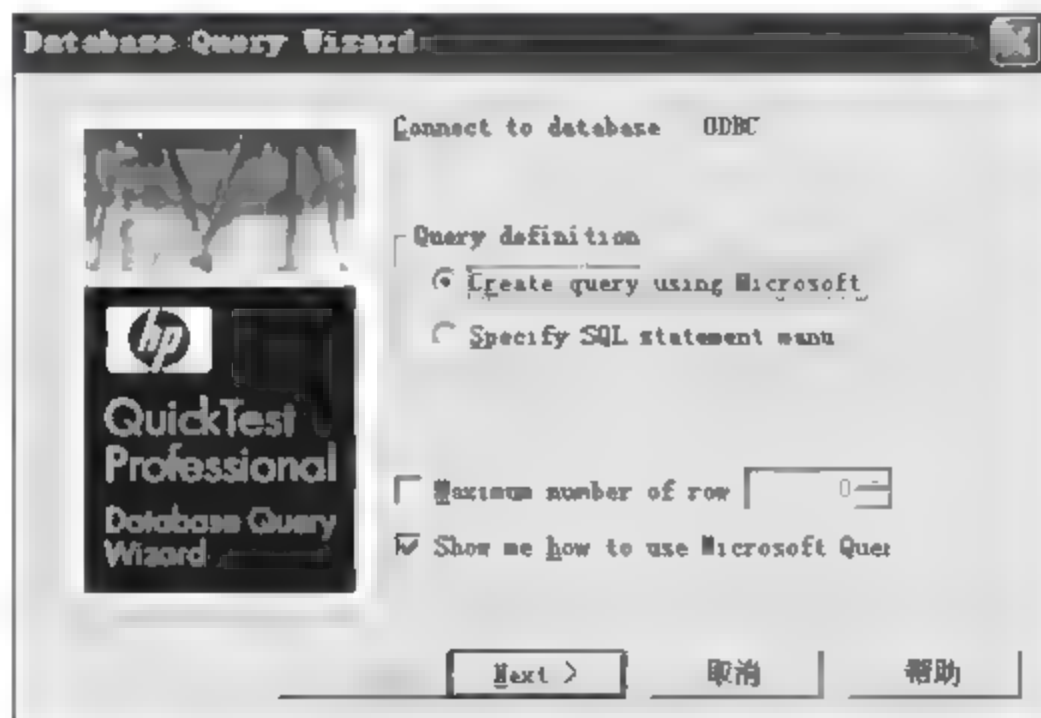 Database Query Wizard
Connect to database ODBC
Query definition
Create query using Microsoft
Specify SQL statement manu
Maximum number of row 0
Show me how to use Microsoft Quer
hp
QuickTest
Professional
Database Query
Wizard
Next >
取消
帮助